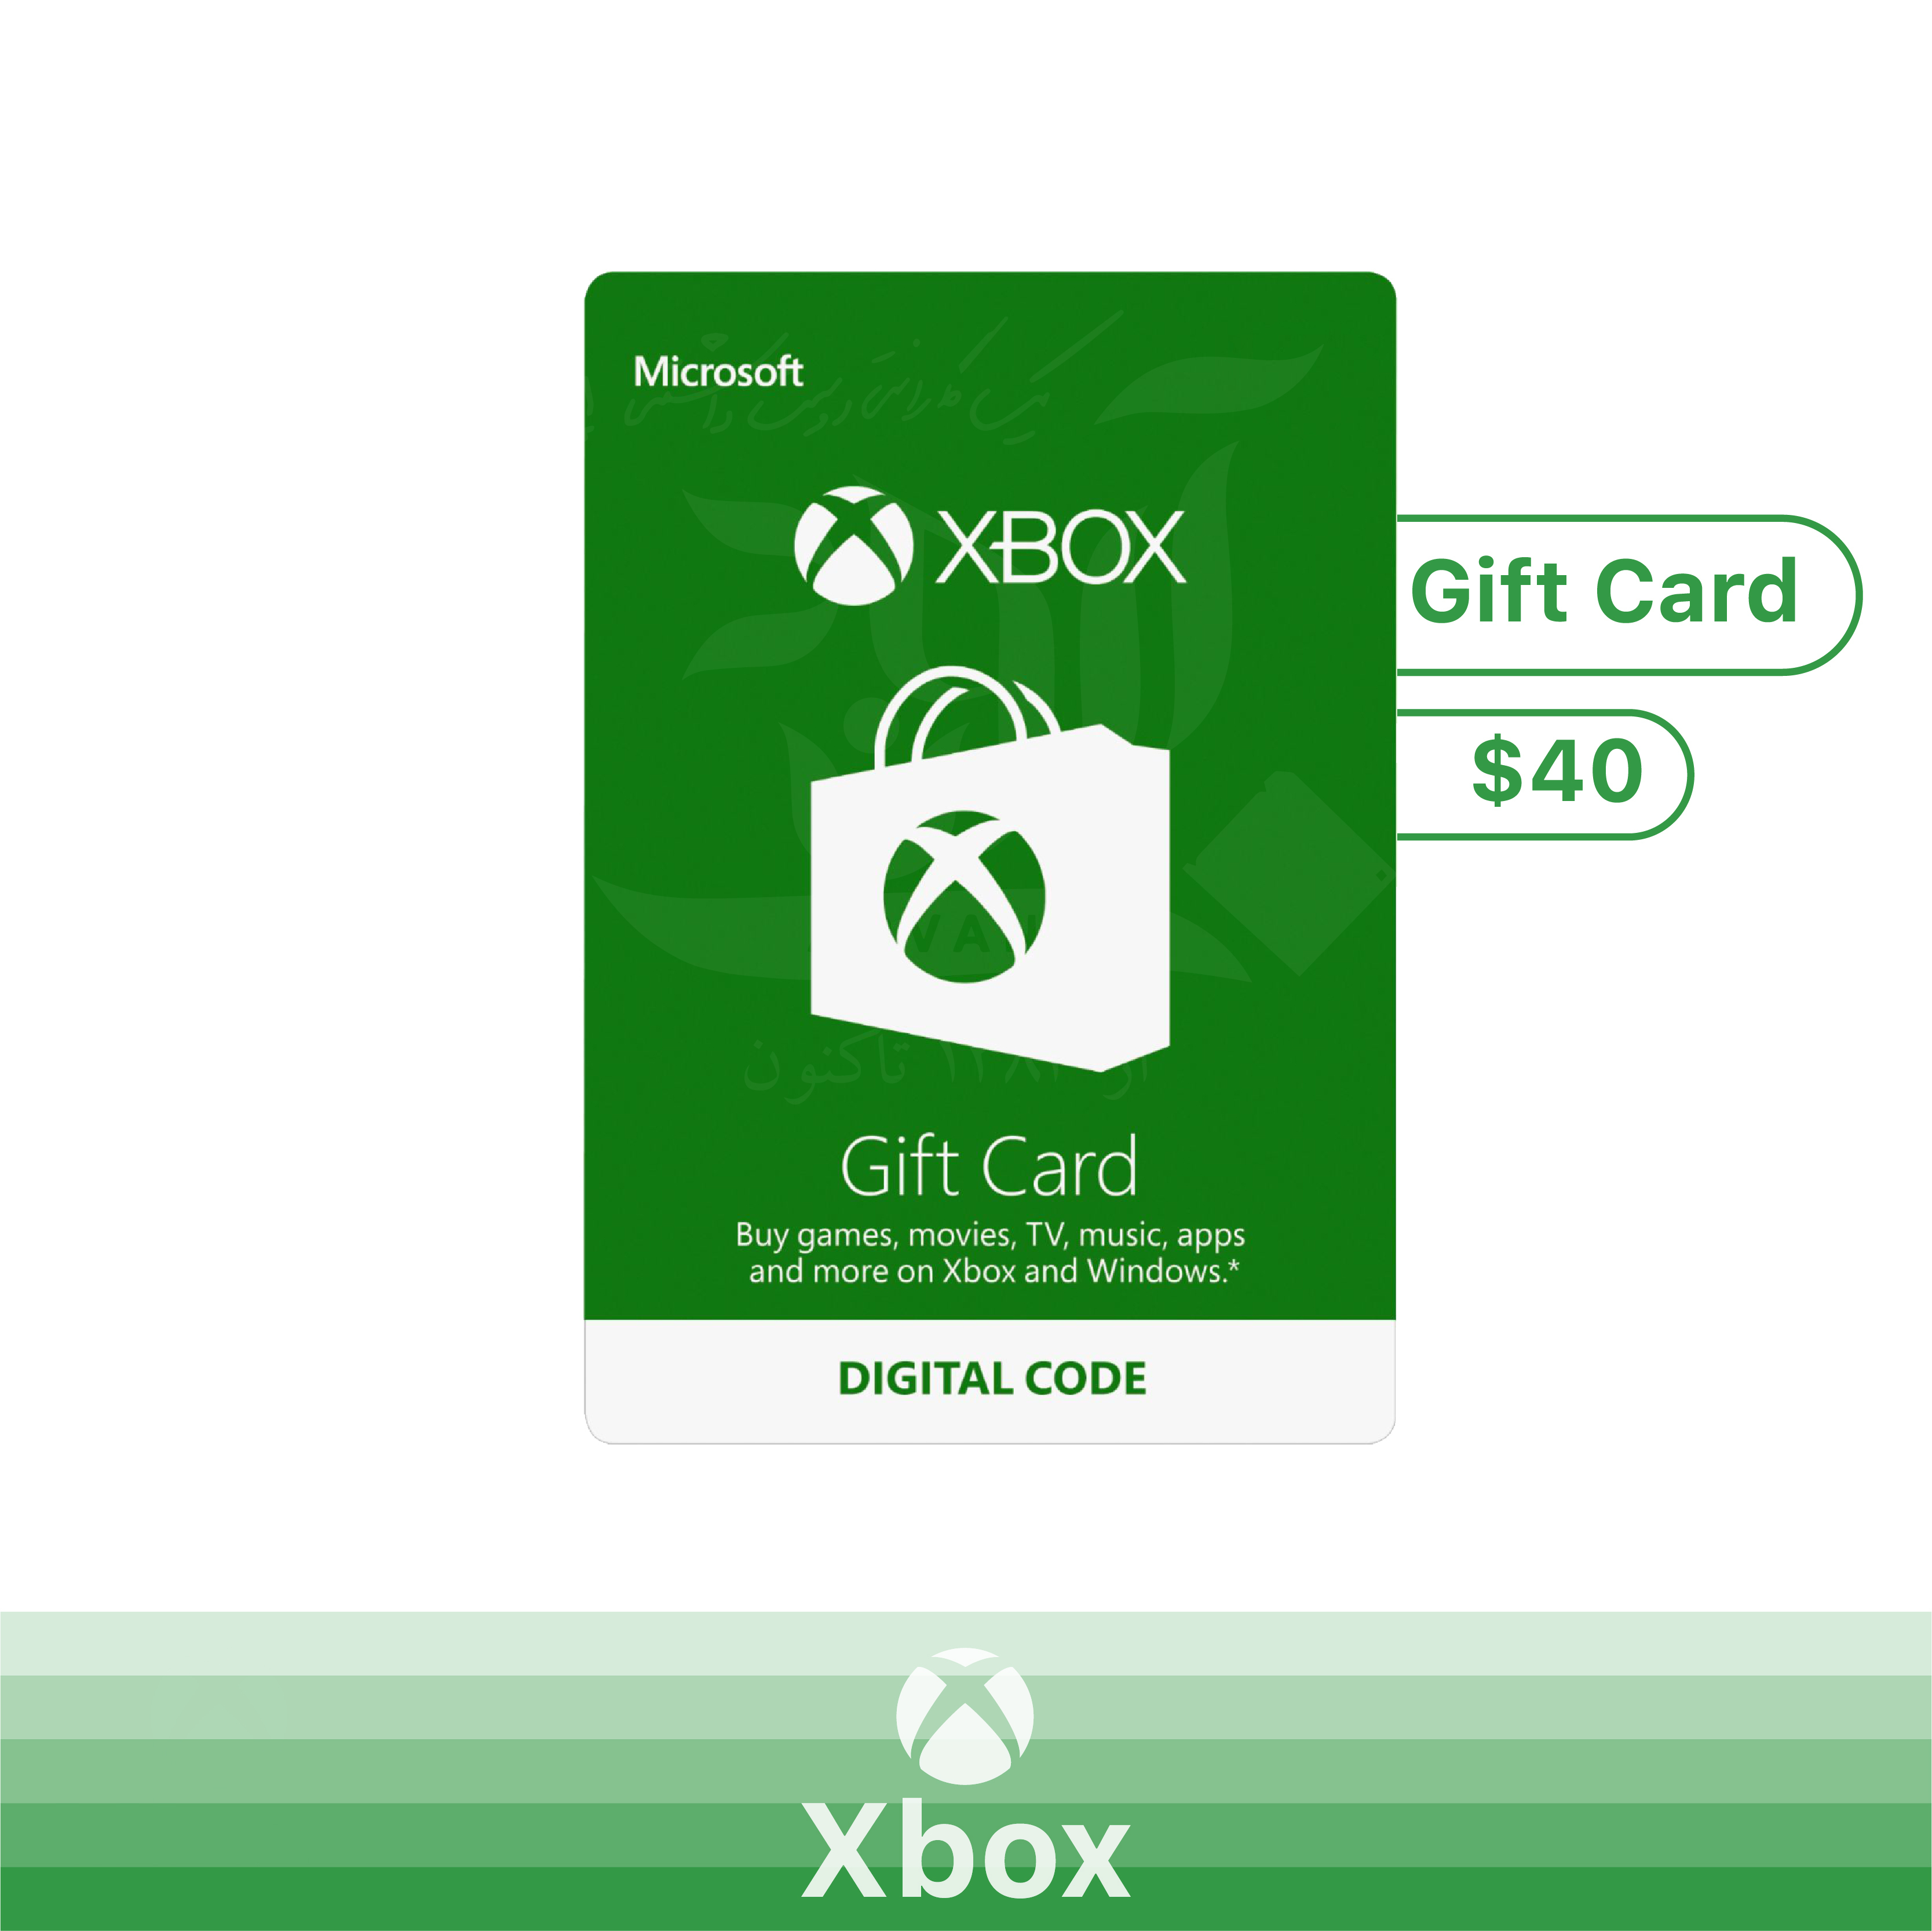 Microsoft
XBOX
Gift Card
$40
Gift Card
Buy games, movies, TV, music, apps
and more on Xbox and Windows.*
DIGITAL CODE
Xbox